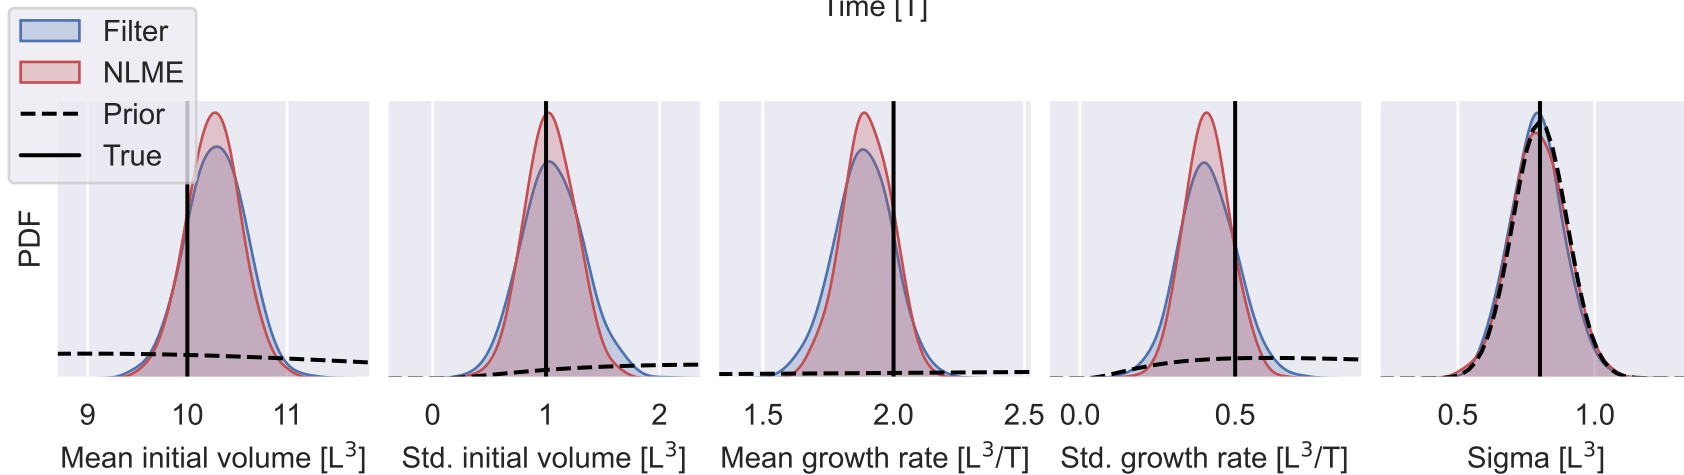 Time [T]
Filter
NLME
Prior
True
PDF
9 10 11
0 1 2
1.5 2.0 2.5
0.0 0.5
0.5 1.0
Mean initial volume [L³]
Std. initial volume [L³]
Mean growth rate [L³/T]
Std. growth rate [L³/T]
Sigma [L³]